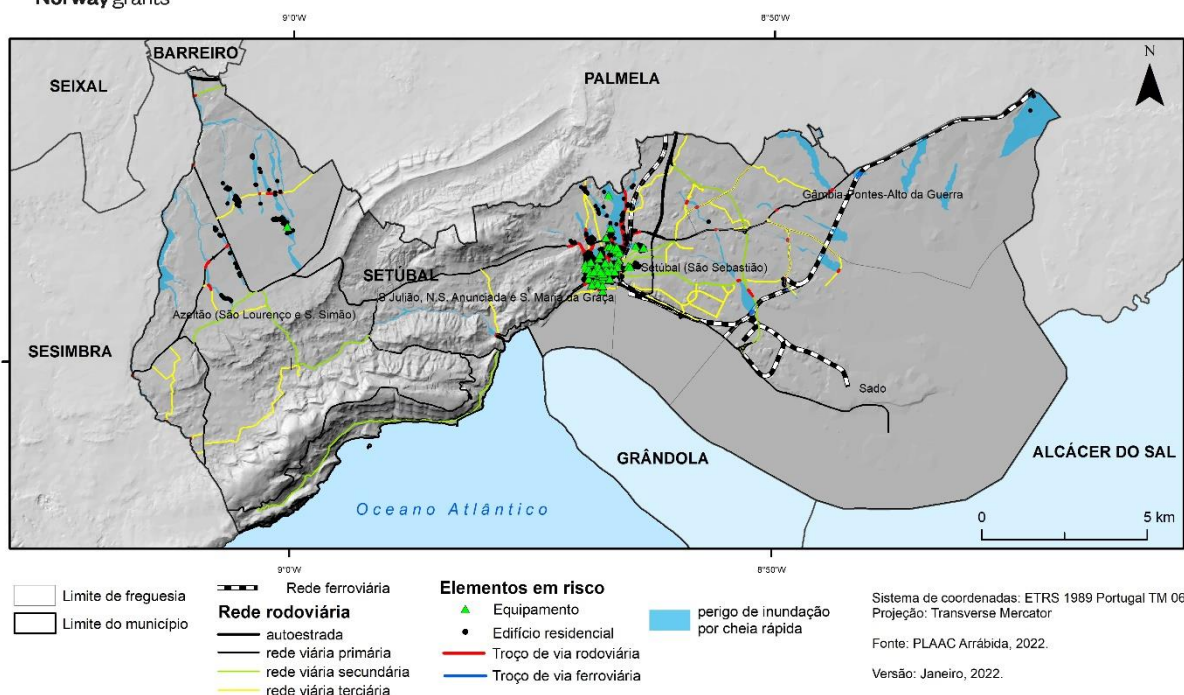 Norway grants
9°0'W
8°50'W
BARREIRO
SEIXAL
PALMELA
N
Gâmbia-Pontes-Alto da Guerra
SETÚBAL
Setúbal (São Sebastião)
S Julião, N.S. Anunciada e S. Maria da Graça
Azeitão (São Lourenço e S. Simão)
SESIMBRA
Sado
GRÂNDOLA
ALCÁCER DO SAL
Oceano Atlântico
0
5 km
9°0'W
8°50'W
Limite de freguesia
Limite do município
Rede ferroviária
Rede rodoviária
autoestrada
rede viária primária
rede viária secundária
rede viária terciária
Elementos em risco
Equipamento
Edifício residencial
Troço de via rodoviária
Troço de via ferroviária
perigo de inundação
por cheia rápida
Sistema de coordenadas: ETRS 1989 Portugal TM 06
Projeção: Transverse Mercator
Fonte: PLAAC Arrábida, 2022.
Versão: Janeiro, 2022.